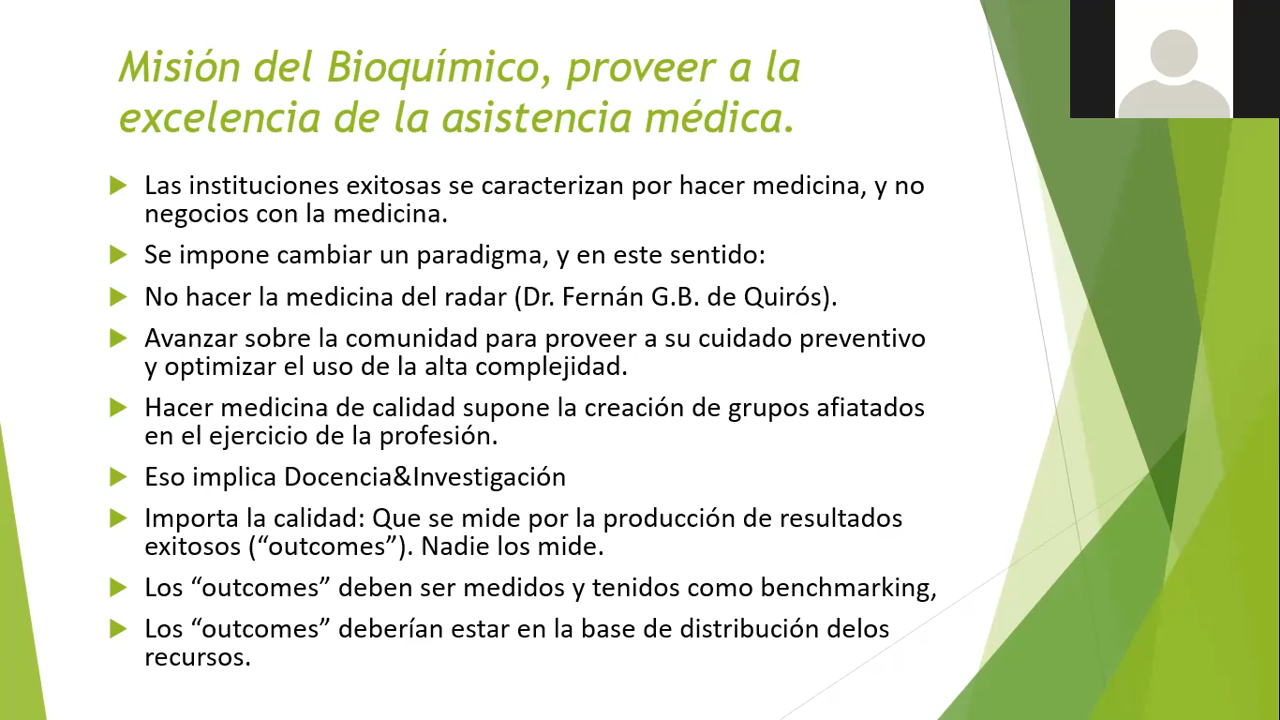 Misión del Bioquímico, proveer a la
excelencia de la asistencia médica.
Las instituciones exitosas se caracterizan por hacer medicina, y no
negocios con la medicina.
Se impone cambiar un paradigma, y en este sentido:
No hacer la medicina del radar (Dr. Fernán G.B. de Quirós).
Avanzar sobre la comunidad para proveer a su cuidado preventivo
y optimizar el uso de la alta complejidad.
Hacer medicina de calidad supone la creación de grupos afiatados
en el ejercicio de la profesión.
Eso implica Docencia&Investigación
Importa la calidad: Que se mide por la producción de resultados
exitosos (“outcomes”). Nadie los mide.
Los “outcomes” deben ser medidos y tenidos como benchmarking,
Los “outcomes” deberían estar en la base de distribución delos
recursos.